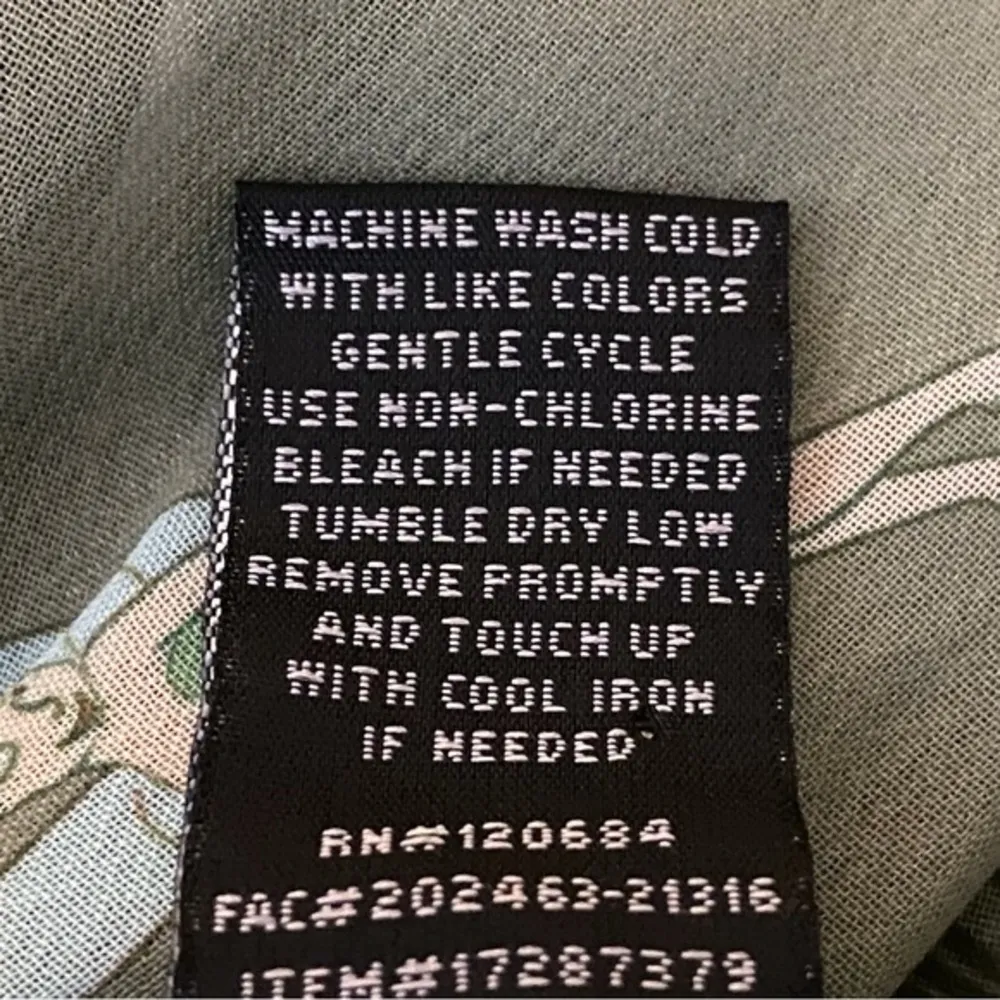 MACHINE WASH COLD
WITH LIKE COLORS
GENTLE CYCLE
USE NON-CHLORINE
BLEACH IF NEEDED
TUMBLE DRY LOW
REMOVE PROMPTLY
AND TOUCH UP
WITH COOL IRON
IF NEEDED
RN#120684
FAC#202463-21316
ITEM#17287379